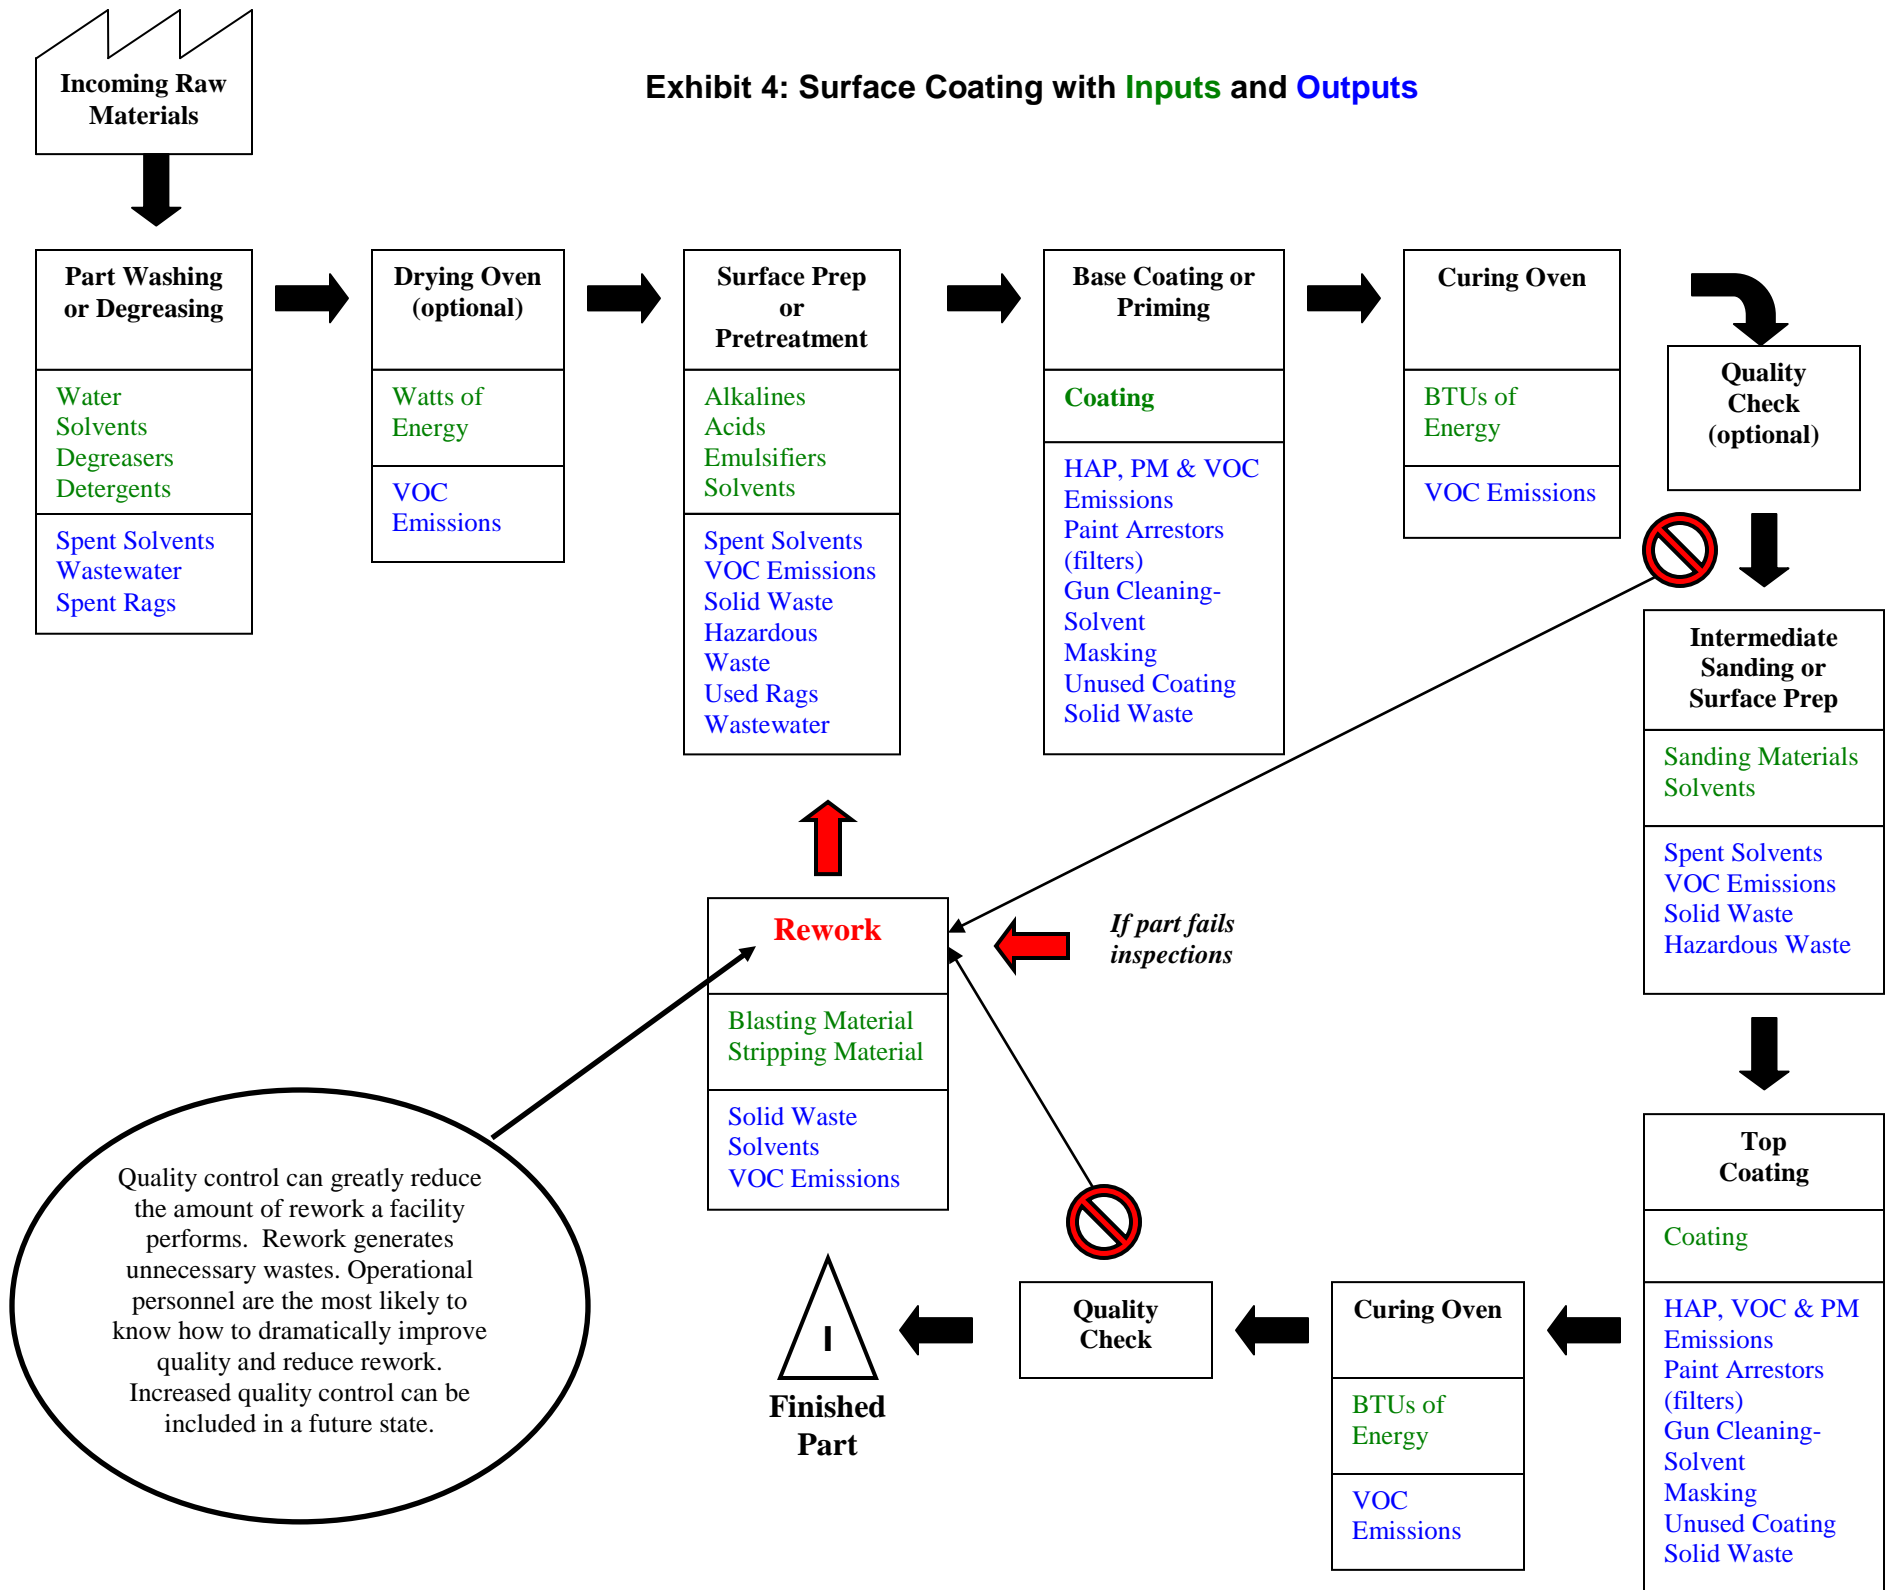 Exhibit 4: Surface Coating with Inputs and Outputs
Incoming Raw
Materials
Part Washing
or Degreasing
Water
Solvents
Degreasers
Detergents
Spent Solvents
Wastewater
Spent Rags
Drying Oven
(optional)
Watts of
Energy
VOC
Emissions
Surface Prep
or
Pretreatment
Alkalines
Acids
Emulsifiers
Solvents
Spent Solvents
VOC Emissions
Solid Waste
Hazardous
Waste
Used Rags
Wastewater
Base Coating or
Priming
Coating
HAP, PM & VOC
Emissions
Paint Arrestors
(filters)
Gun Cleaning-
Solvent
Masking
Unused Coating
Solid Waste
Curing Oven
BTUs of
Energy
VOC Emissions
Quality
Check
(optional)
Intermediate
Sanding or
Surface Prep
Sanding Materials
Solvents
Spent Solvents
VOC Emissions
Solid Waste
Hazardous Waste
Top
Coating
Coating
HAP, VOC & PM
Emissions
Paint Arrestors
(filters)
Gun Cleaning-
Solvent
Masking
Unused Coating
Solid Waste
Curing Oven
BTUs of
Energy
VOC
Emissions
Quality
Check
I
Finished
Part
If part fails
inspections
Rework
Blasting Material
Stripping Material
Solid Waste
Solvents
VOC Emissions
Quality control can greatly reduce
the amount of rework a facility
performs.  Rework generates
unnecessary wastes. Operational
personnel are the most likely to
know how to dramatically improve
quality and reduce rework.
Increased quality control can be
included in a future state.